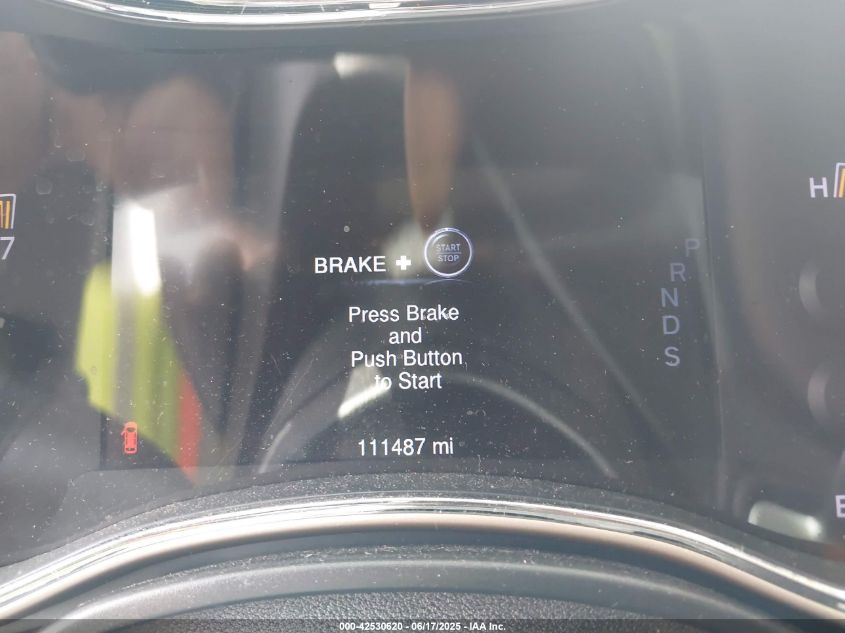 7
H
BRAKE + START STOP
P
R
N
D
S
Press Brake
and
Push Button
to Start
111487 mi
E
000-42530620 - 06/17/2025 - IAA Inc.